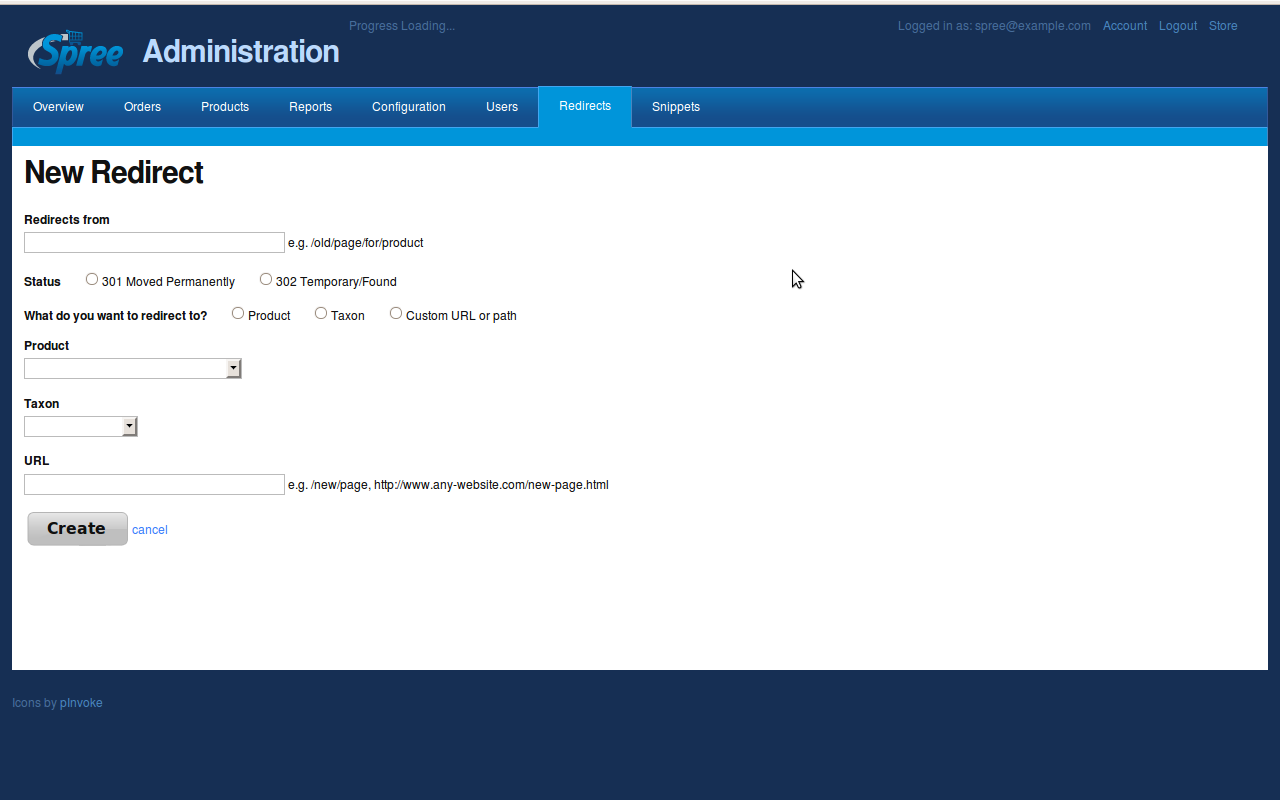 Progress Loading...
Logged in as: spree@example.com Account Logout Store
Spree Administration
Overview Orders Products Reports Configuration Users Redirects Snippets
New Redirect
Redirects from
e.g. /old/page/for/product
Status 301 Moved Permanently 302 Temporary/Found
What do you want to redirect to? Product Taxon Custom URL or path
Product
Taxon
URL
e.g. /new/page, http://www.any-website.com/new-page.html
Create cancel
Icons by pInvoke